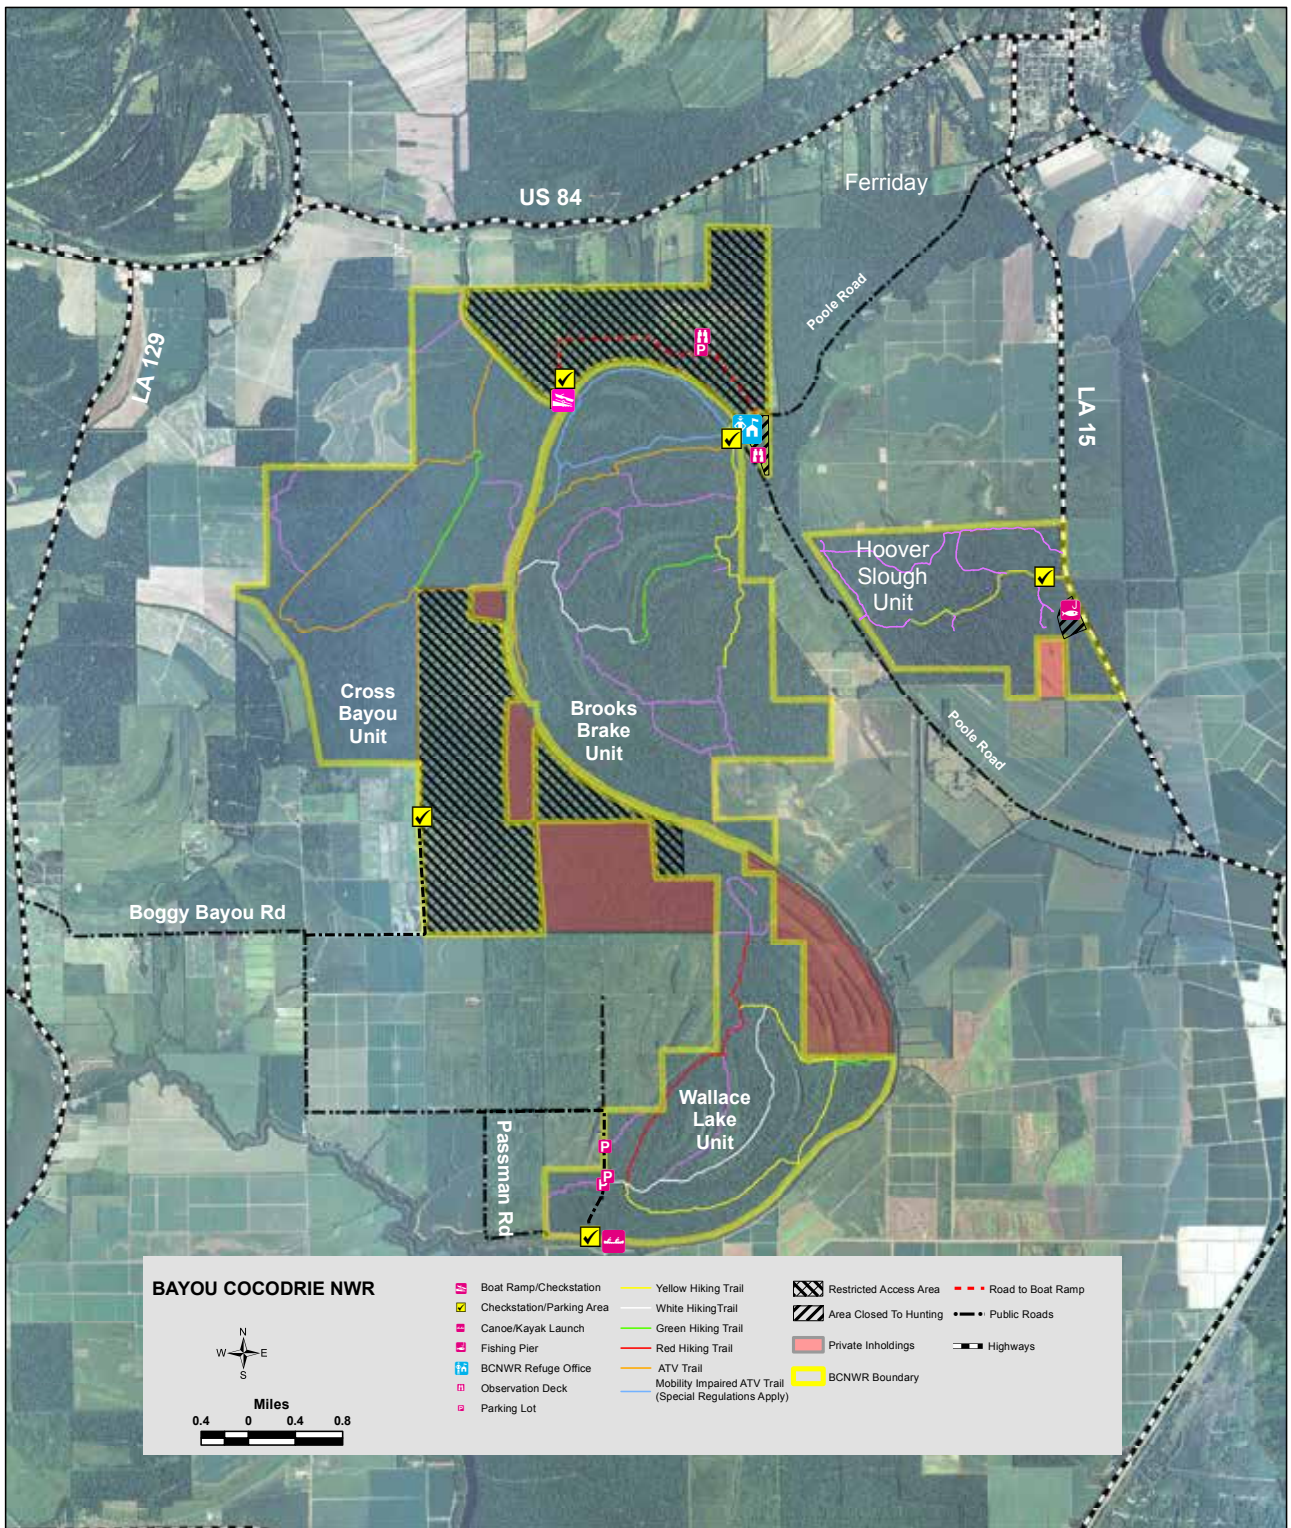 US 84
Ferriday
Poole Road
LA 129
LA 15
Hoover
Slough
Unit
Cross
Bayou
Unit
Brooks
Brake
Unit
Poole Road
Boggy Bayou Rd
Wallace
Lake
Unit
Passman Rd
P
P
P
P
BAYOU COCODRIE NWR
N
W E
S
Miles
0.4 0 0.4 0.8
Boat Ramp/Checkstation
Checkstation/Parking Area
Canoe/Kayak Launch
Fishing Pier
BCNWR Refuge Office
Observation Deck
P Parking Lot
Yellow Hiking Trail
White HikingTrail
Green Hiking Trail
Red Hiking Trail
ATV Trail
Mobility Impaired ATV Trail
(Special Regulations Apply)
Restricted Access Area
Area Closed To Hunting
Private Inholdings
BCNWR Boundary
Road to Boat Ramp
Public Roads
Highways